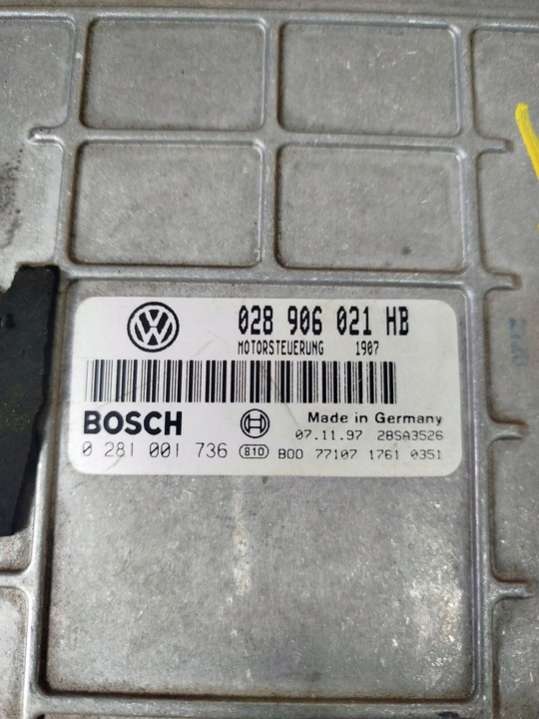 028 906 021 HB
MOTORSTEUERUNG 1907
BOSCH
Made in Germany
07.11.97 28SA3526
0 281 001 736 B10 B00 77107 1761 0351